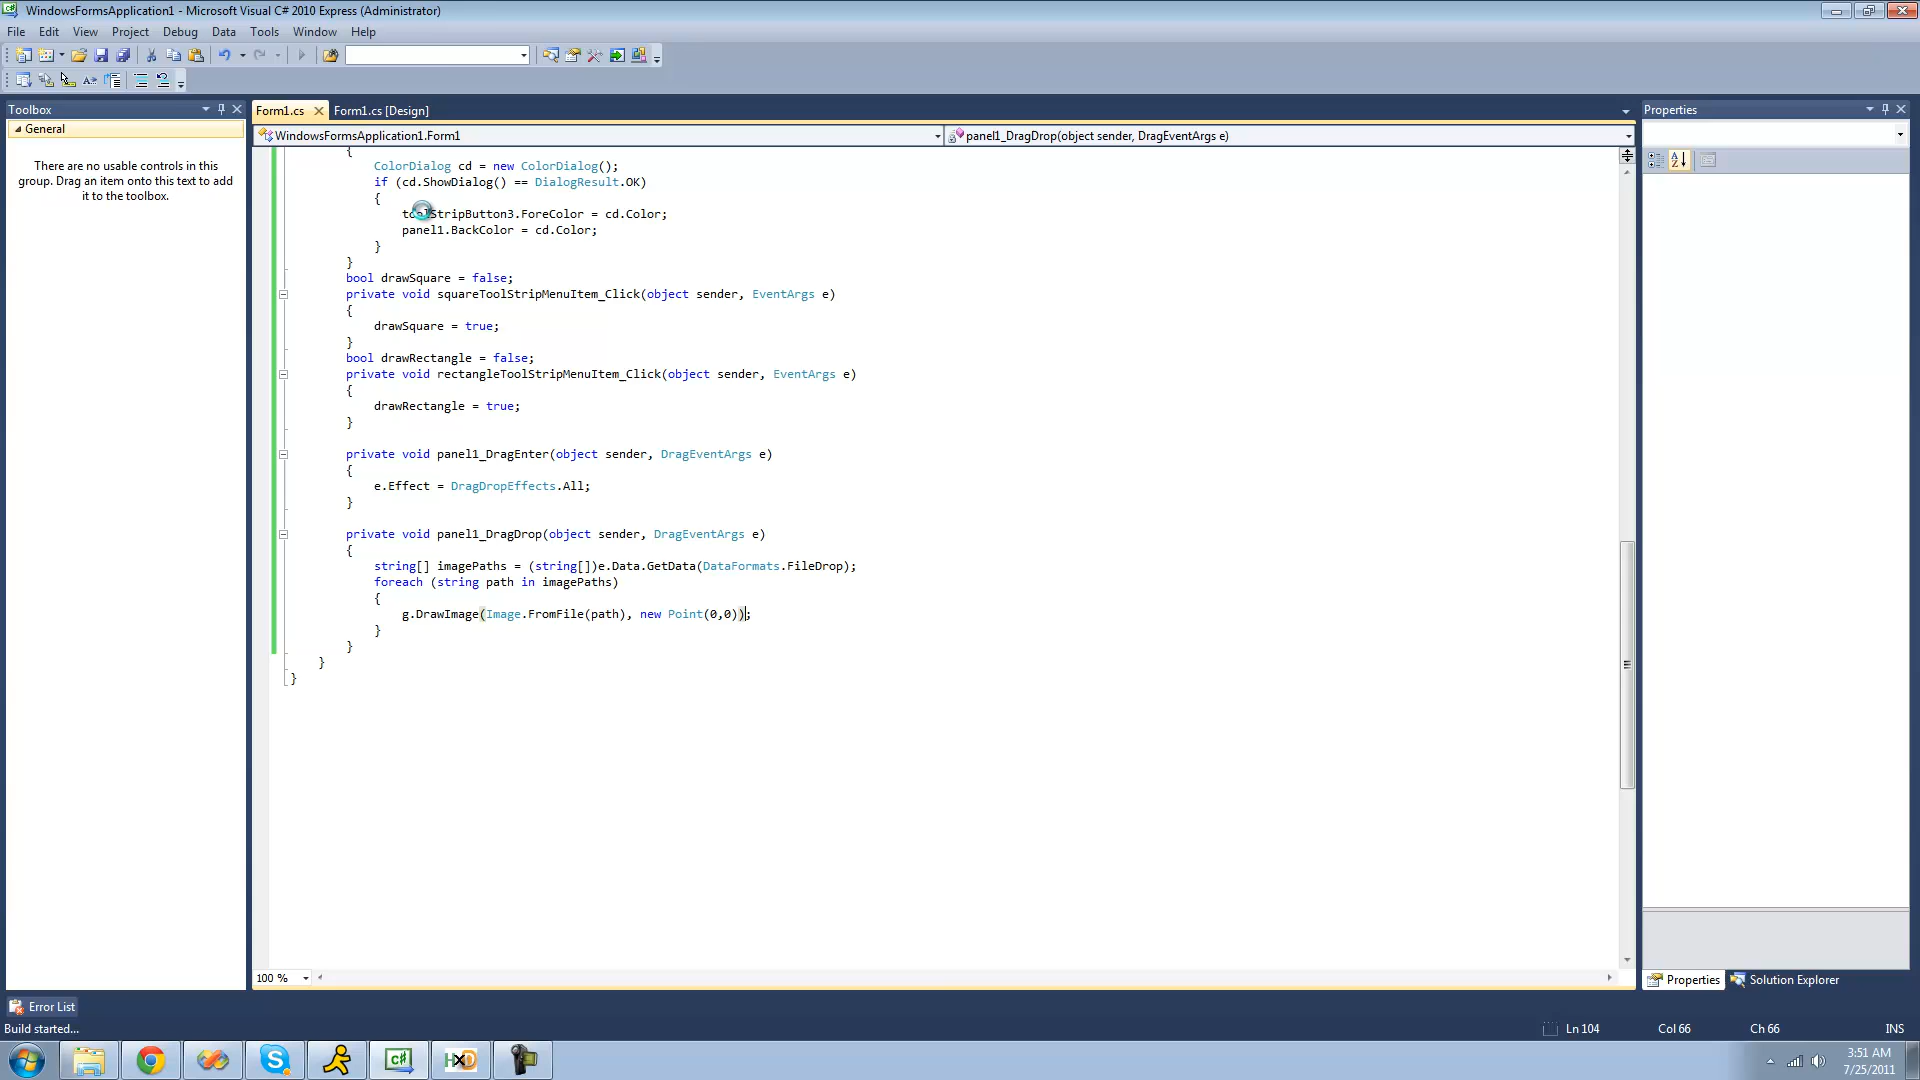 WindowsFormsApplication1 - Microsoft Visual C# 2010 Express (Administrator)
File Edit View Project Debug Data Tools Window Help
Toolbox
General
There are no usable controls in this
group. Drag an item onto this text to add
it to the toolbox.
Form1.cs Form1.cs [Design]
WindowsFormsApplication1.Form1 panel1_DragDrop(object sender, DragEventArgs e)
{
ColorDialog cd = new ColorDialog();
if (cd.ShowDialog() == DialogResult.OK)
{
toolStripButton3.ForeColor = cd.Color;
panel1.BackColor = cd.Color;
}
}
bool drawSquare = false;
private void squareToolStripMenuItem_Click(object sender, EventArgs e)
{
drawSquare = true;
}
bool drawRectangle = false;
private void rectangleToolStripMenuItem_Click(object sender, EventArgs e)
{
drawRectangle = true;
}
private void panel1_DragEnter(object sender, DragEventArgs e)
{
e.Effect = DragDropEffects.All;
}
private void panel1_DragDrop(object sender, DragEventArgs e)
{
string[] imagePaths = (string[])e.Data.GetData(DataFormats.FileDrop);
foreach (string path in imagePaths)
{
g.DrawImage(Image.FromFile(path), new Point(0,0));
}
}
}
}
100 %
Properties
Properties Solution Explorer
Error List
Build started...
Ln 104 Col 66 Ch 66 INS
3:51 AM
7/25/2011